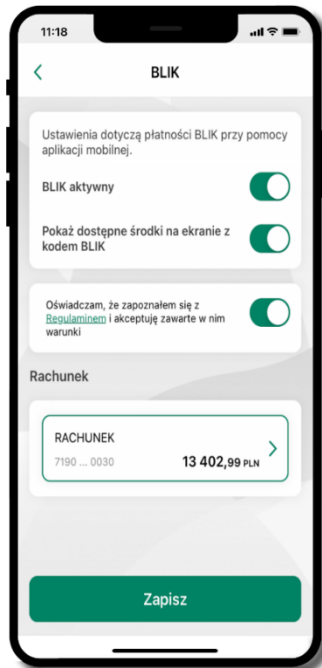 11:18
BLIK
Ustawienia dotyczą płatności BLIK przy pomocy
aplikacji mobilnej.
BLIK aktywny
Pokaż dostępne środki na ekranie z
kodem BLIK
Oświadczam, że zapoznałem się z
Regulaminem i akceptuję zawarte w nim
warunki
Rachunek
RACHUNEK
7190 ... 0030 13 402,99 PLN
Zapisz